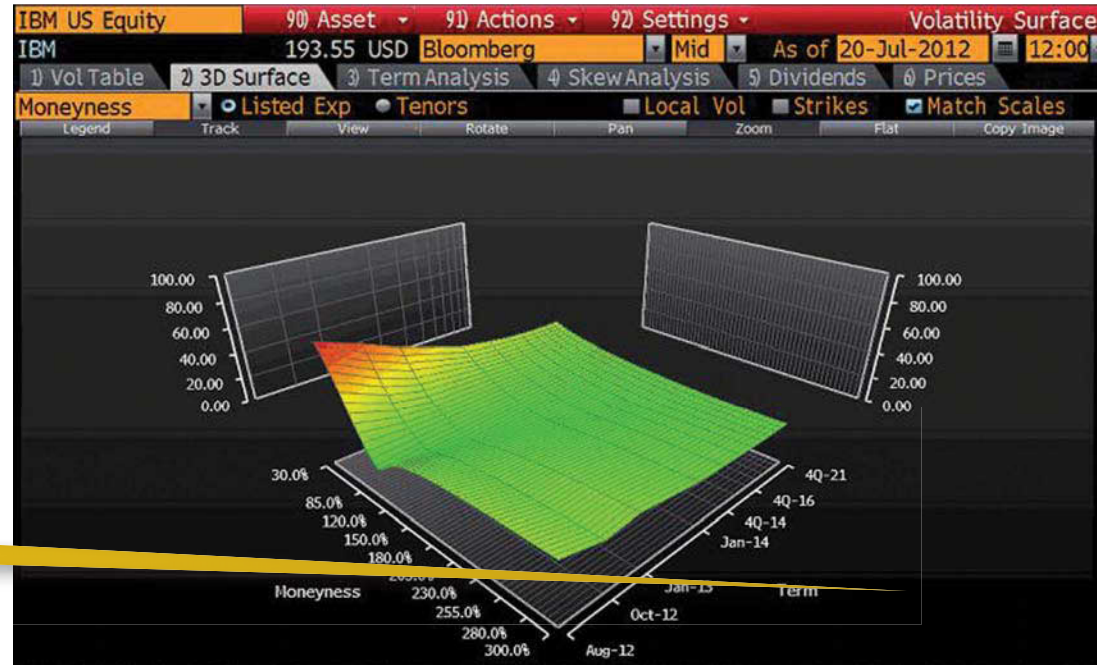 IBM US Equity 90) Asset 91) Actions 92) Settings Volatility Surface
IBM 193.55 USD Bloomberg Mid As of 20-Jul-2012 12:00
1) Vol Table 2) 3D Surface 3) Term Analysis 4) Skew Analysis 5) Dividends 6) Prices
Moneyness Listed Exp Tenors Local Vol Strikes Match Scales
Legend Track View Rotate Pan Zoom Flat Copy Image
100.00 100.00
80.00 80.00
60.00 60.00
40.00 40.00
20.00 20.00
0.00 0.00
30.0% 4Q-21
85.0% 4Q-16
120.0% 4Q-14
150.0% Jan-14
180.0%
Moneyness 230.0% Term
255.0% Oct-12
280.0%
300.0% Aug-12